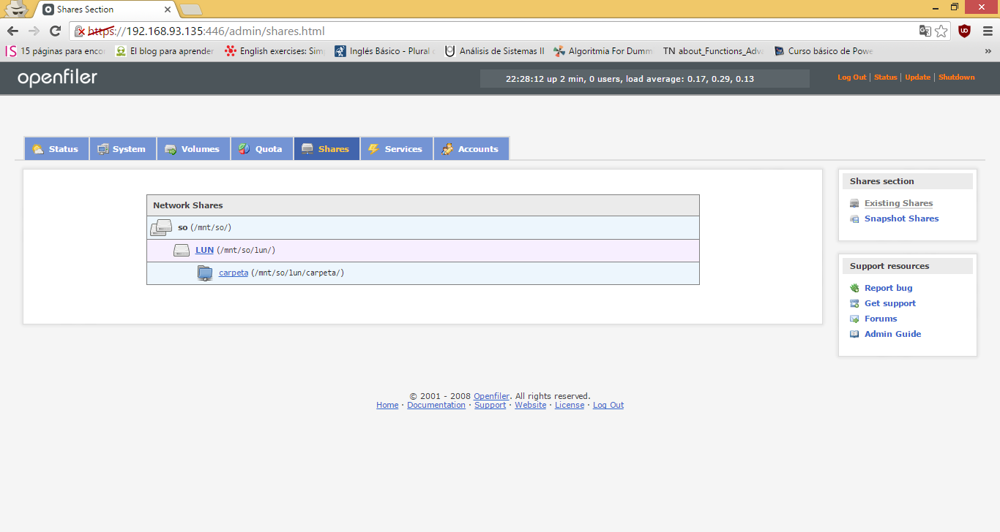 Shares Section
https://192.168.93.135:446/admin/shares.html
15 páginas para enco
El blog para aprender
English exercises: Sim
Inglés Básico - Plural
Análisis de Sistemas II
Algoritmia For Dumm
TN about_Functions_Adv
Curso básico de Powe
»
openfiler
22:28:12 up 2 min, 0 users, load average: 0.17, 0.29, 0.13
Log Out | Status | Update | Shutdown
Status
System
Volumes
Quota
Shares
Services
Accounts
Network Shares
so (/mnt/so/)
LUN (/mnt/so/lun/)
carpeta (/mnt/so/lun/carpeta/)
Shares section
Existing Shares
Snapshot Shares
Support resources
Report bug
Get support
Forums
Admin Guide
© 2001 - 2008 Openfiler. All rights reserved.
Home · Documentation · Support · Website · License · Log Out